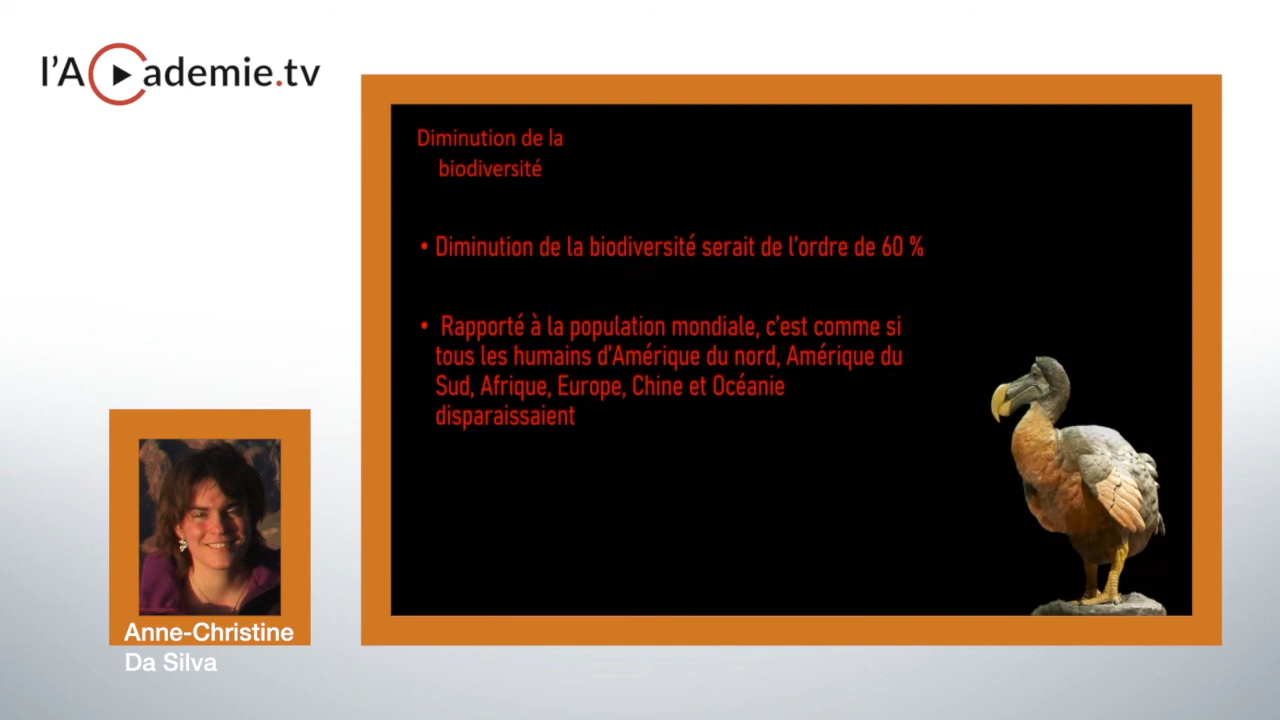 l'Academie.tv
Diminution de la
biodiversité
• Diminution de la biodiversité serait de l'ordre de 60 %
• Rapporté à la population mondiale, c'est comme si
tous les humains d'Amérique du nord, Amérique du
Sud, Afrique, Europe, Chine et Océanie
disparaissaient
Anne-Christine
Da Silva